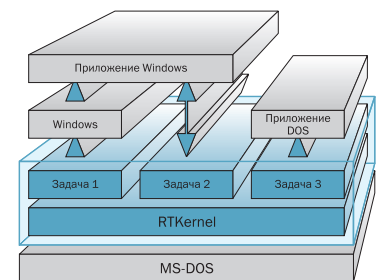 Приложение Windows
Windows
Приложение
DOS
Задача 1
Задача 2
Задача 3
RTKernel
MS-DOS